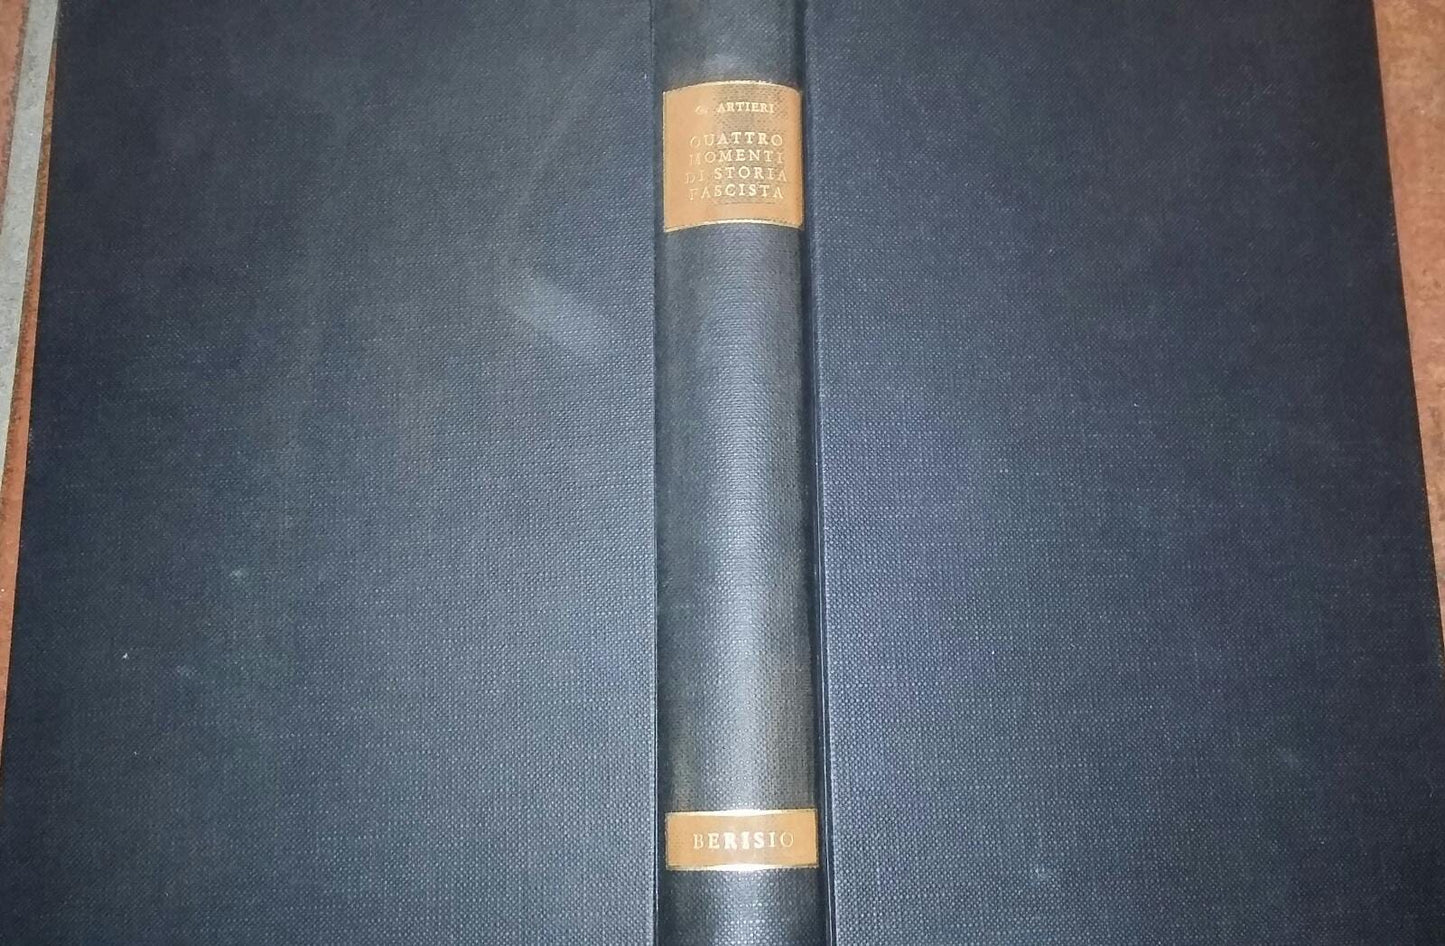 G. ARTIERI
QUATTRO
MOMENTI
DI STORIA
FASCISTA
BERISIO